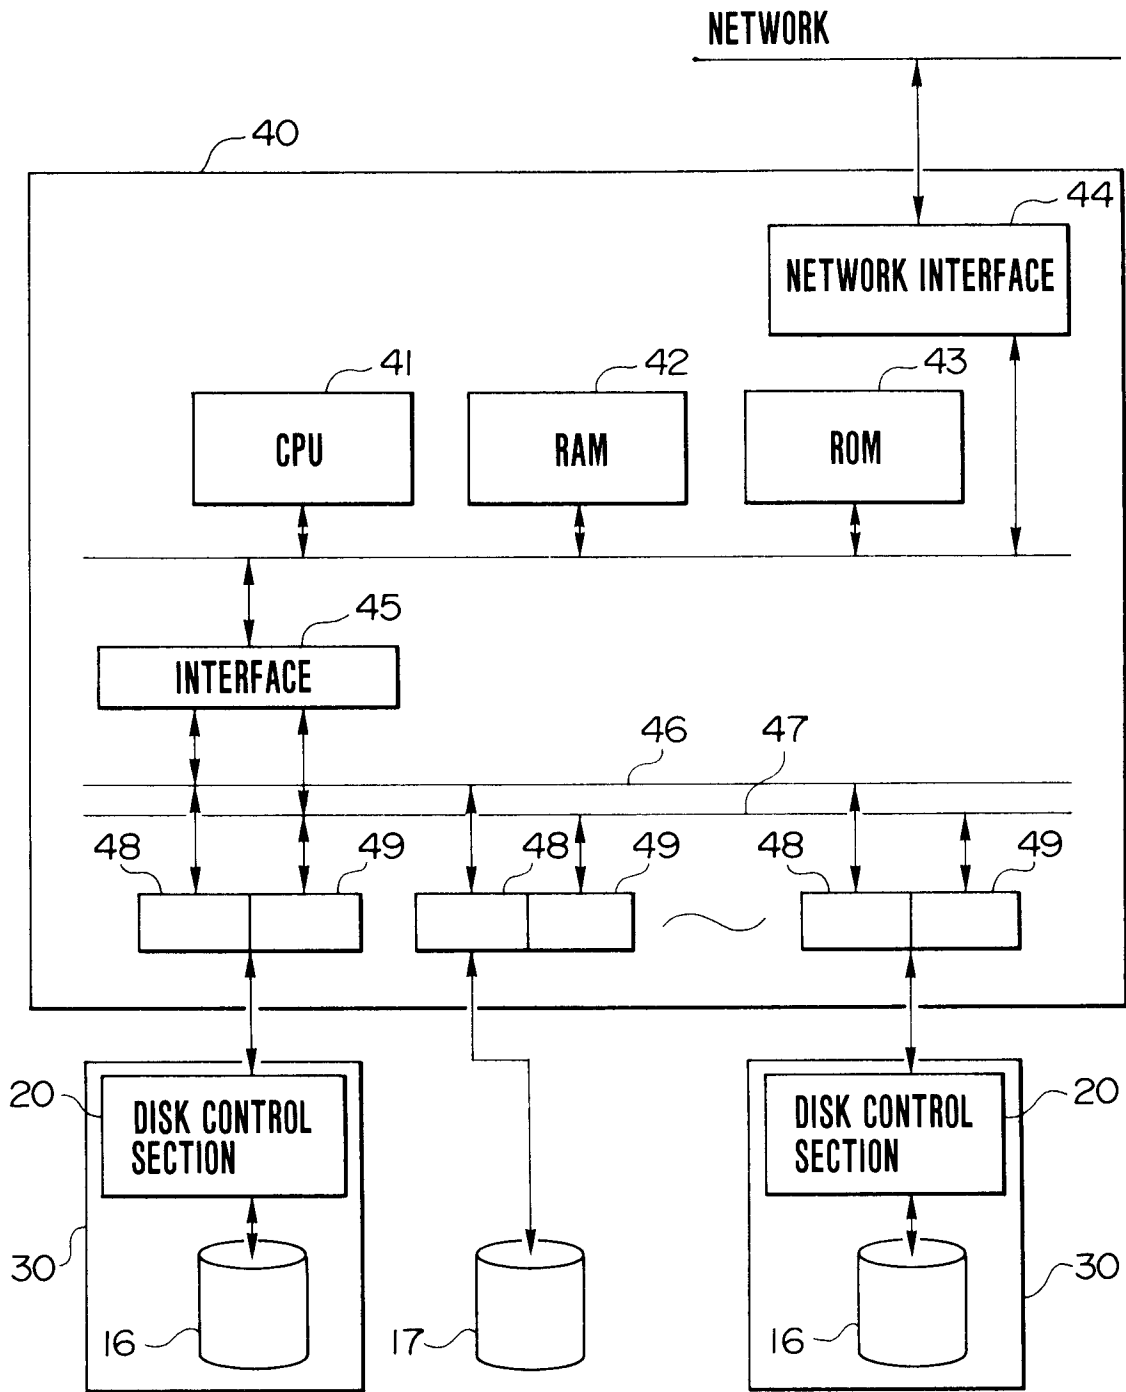 NETWORK
40
44
NETWORK INTERFACE
41
42
43
CPU
RAM
ROM
45
INTERFACE
46
47
48
49
48
49
48
49
20
DISK CONTROL
SECTION
DISK CONTROL
SECTION
20
30
30
16
17
16